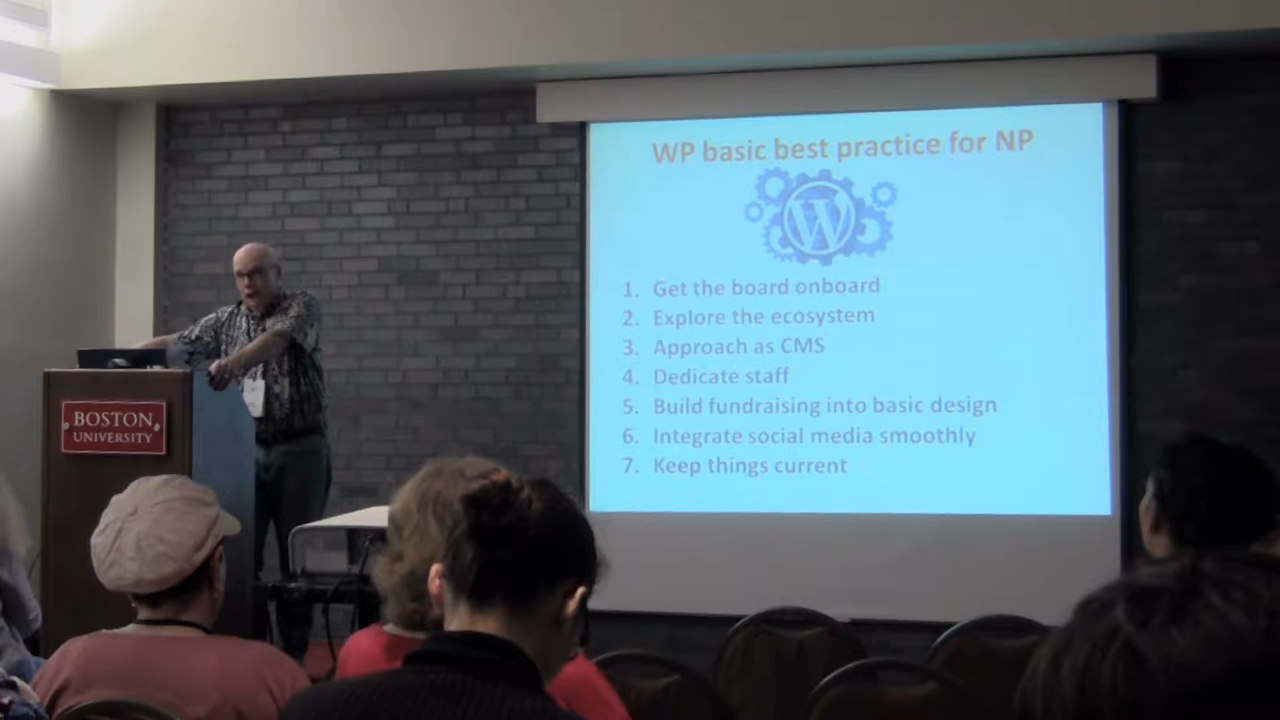 WP basic best practice for NP
W
1. Get the board onboard
2. Explore the ecosystem
3. Approach as CMS
4. Dedicate staff
5. Build fundraising into basic design
6. Integrate social media smoothly
7. Keep things current
BOSTON
UNIVERSITY